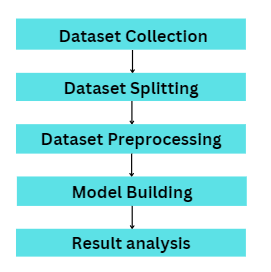 Dataset Collection
Dataset Splitting
Dataset Preprocessing
Model Building
Result analysis